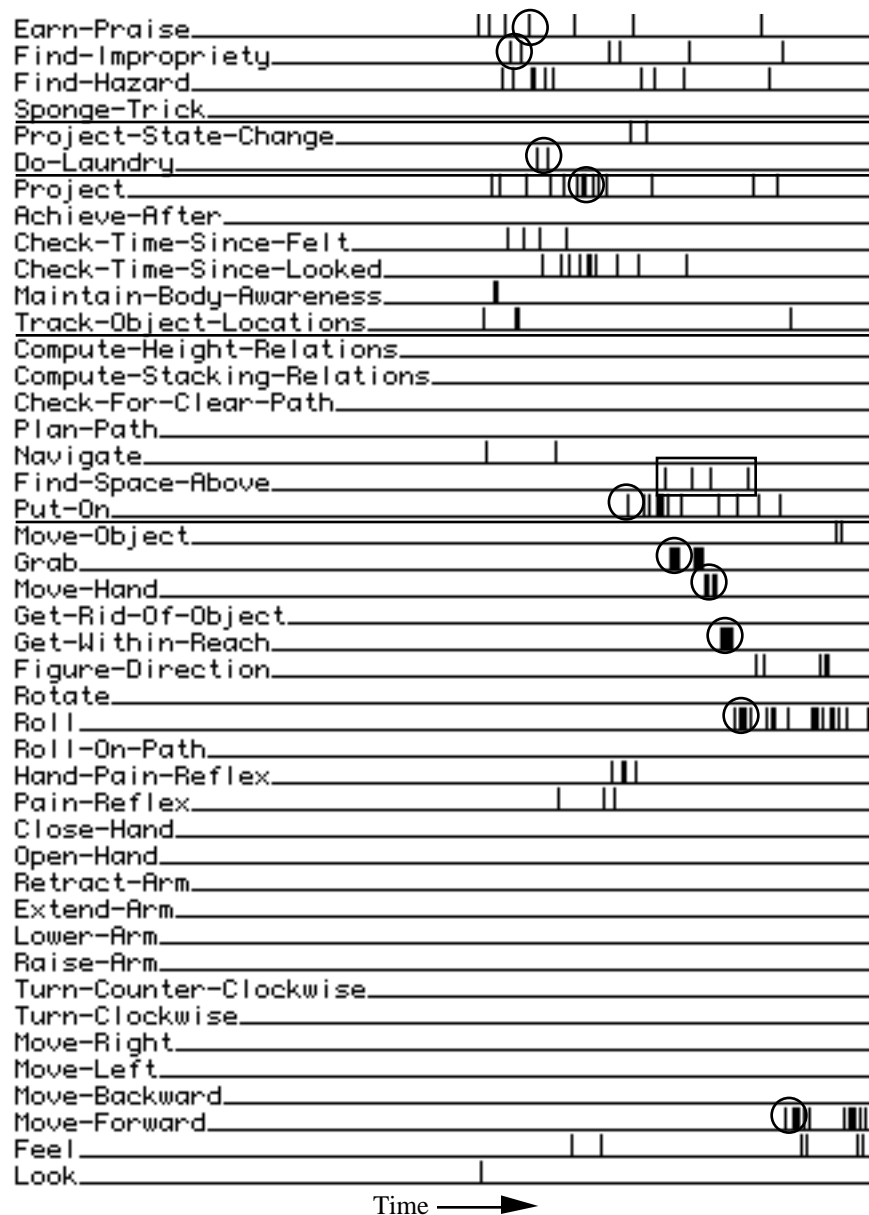 Earn-Praise
Find-Impropriety
Find-Hazard
Sponge-Trick
Project-State-Change
Do-Laundry
Project
Achieve-After
Check-Time-Since-Felt
Check-Time-Since-Looked
Maintain-Body-Awareness
Track-Object-Locations
Compute-Height-Relations
Compute-Stacking-Relations
Check-For-Clear-Path
Plan-Path
Navigate
Find-Space-Above
Put-On
Move-Object
Grab
Move-Hand
Get-Rid-Of-Object
Get-Within-Reach
Figure-Direction
Rotate
Roll
Roll-On-Path
Hand-Pain-Reflex
Pain-Reflex
Close-Hand
Open-Hand
Retract-Arm
Extend-Arm
Lower-Arm
Raise-Arm
Turn-Counter-Clockwise
Turn-Clockwise
Move-Right
Move-Left
Move-Backward
Move-Forward
Feel
Look
Time